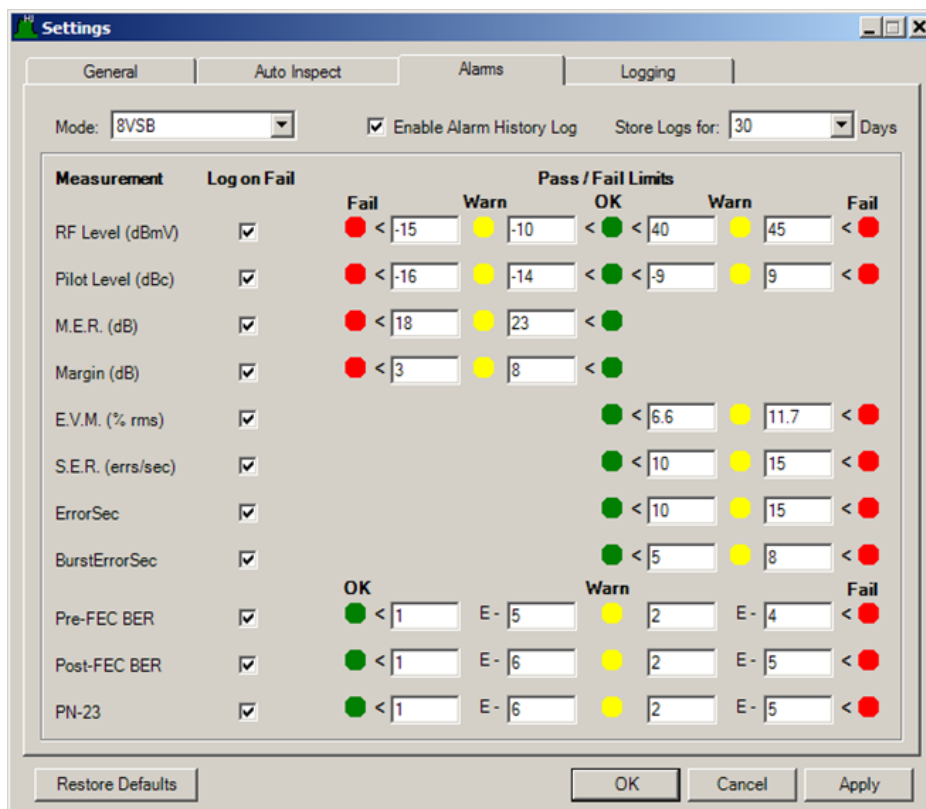 HJ
Settings
General Auto Inspect Alarms Logging
Mode: 8VSB Enable Alarm History Log Store Logs for: 30 Days
Measurement Log on Fail Pass / Fail Limits
Fail Warn OK Warn Fail
RF Level (dBmV) < -15 -10 < < 40 45 <
Pilot Level (dBc) < -16 -14 < < -9 9 <
M.E.R. (dB) < 18 23 <
Margin (dB) < 3 8 <
E.V.M. (% rms) < 6.6 11.7 <
S.E.R. (errs/sec) < 10 15 <
ErrorSec < 10 15 <
BurstErrorSec < 5 8 <
OK Warn Fail
Pre-FEC BER < 1 E - 5 2 E - 4 <
Post-FEC BER < 1 E - 6 2 E - 5 <
PN-23 < 1 E - 6 2 E - 5 <
Restore Defaults OK Cancel Apply